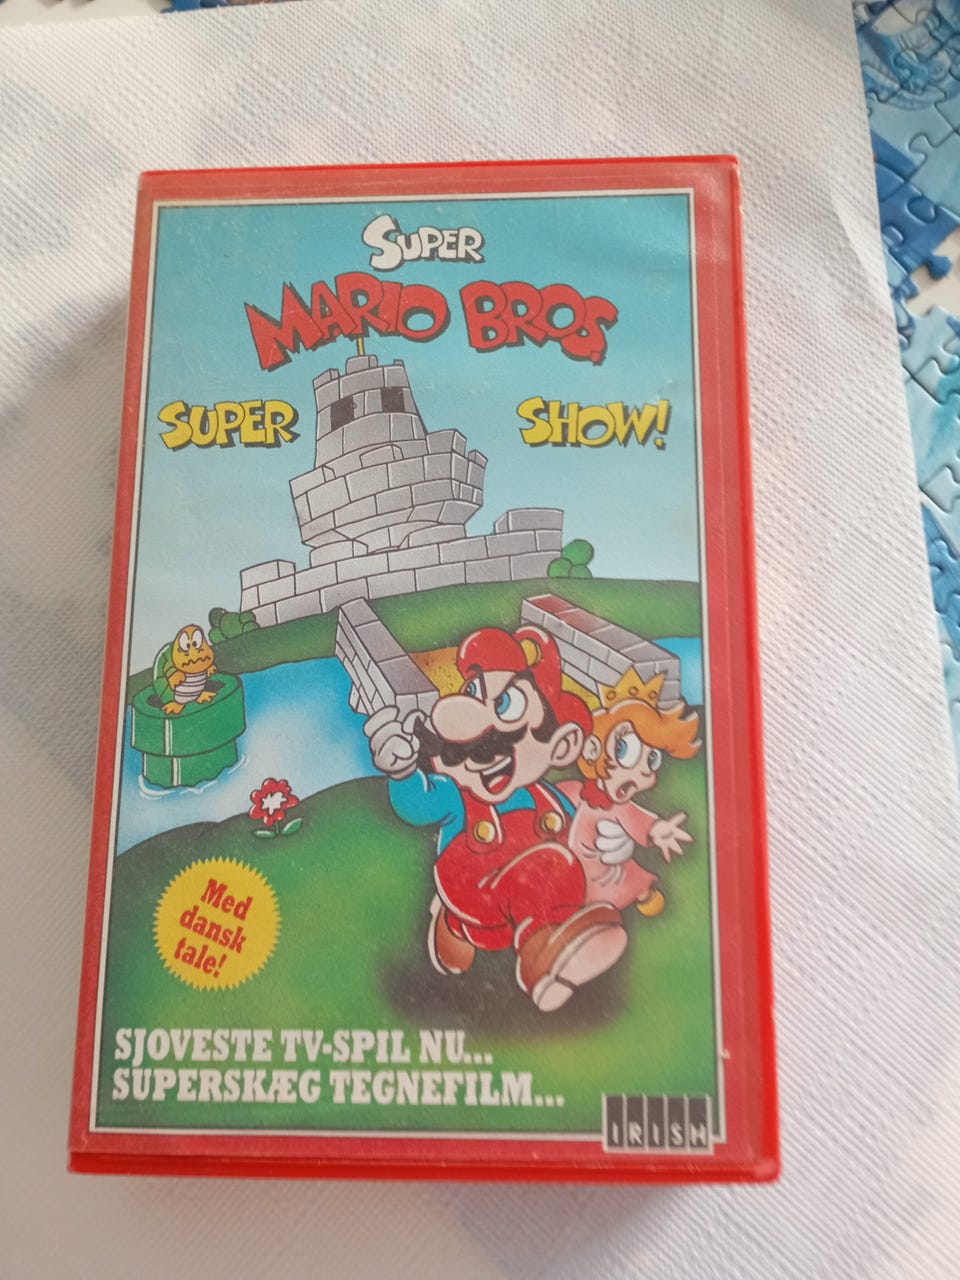 SUPER
MARIO BROS.
SUPER SHOW!
Med
dansk
tale!
SJOVESTE TV-SPIL NU...
SUPERSKÆG TEGNEFILM...
IRISH